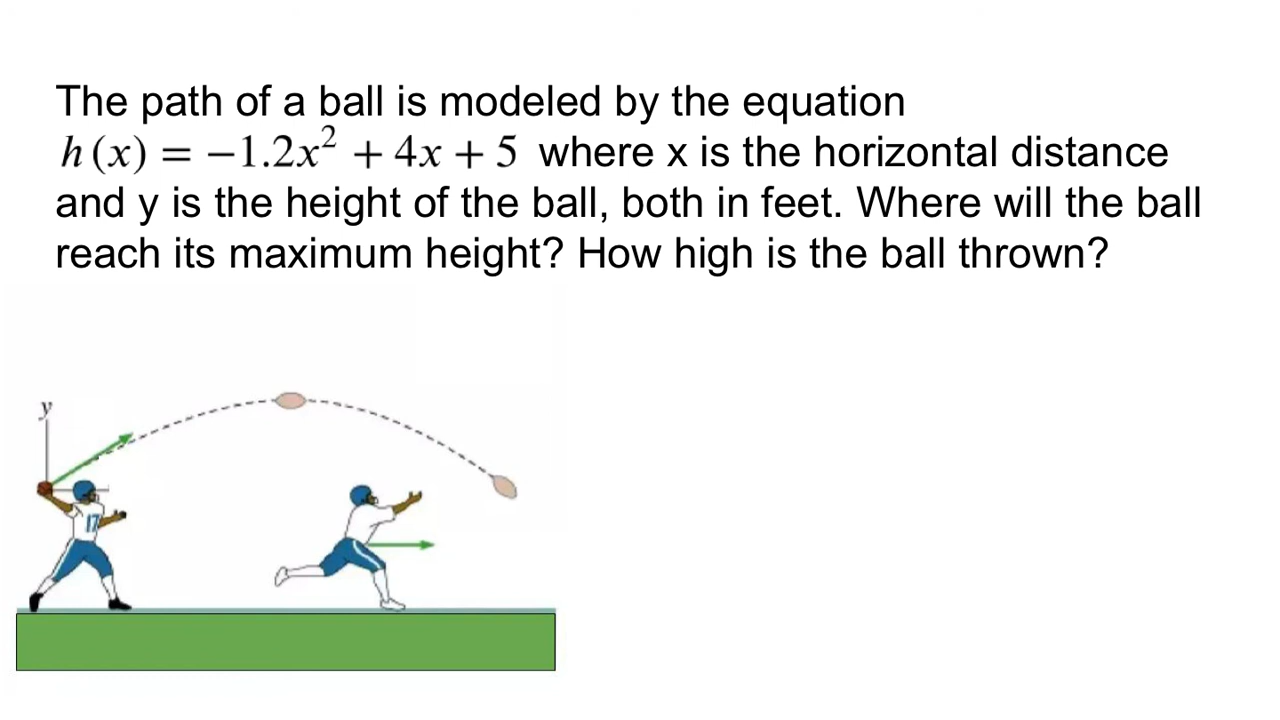 The path of a ball is modeled by the equation
h(x) = −1.2x² + 4x + 5 where x is the horizontal distance
and y is the height of the ball, both in feet. Where will the ball
reach its maximum height? How high is the ball thrown?
y
17